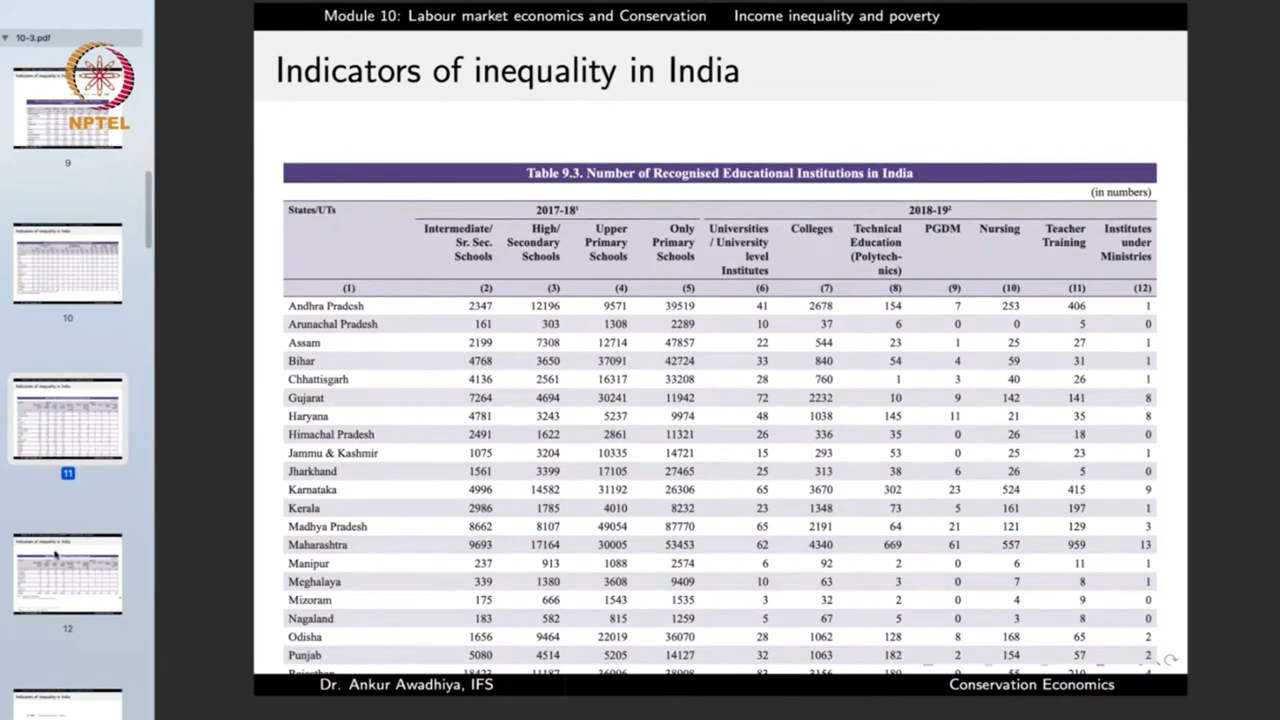 Module 10: Labour market economics and Conservation Income inequality and poverty
10-3.pdf
NPTEL
9
10
11
12
Indicators of inequality in India
Table 9.3. Number of Recognised Educational Institutions in India
(in numbers)
States/UTs 2017-18¹ 2018-19²
Intermediate/ Sr. Sec. Schools High/ Secondary Schools Upper Primary Schools Only Primary Schools Universities / University level Institutes Colleges Technical Education (Polytech- nics) PGDM Nursing Teacher Training Institutes under Ministries
(1) (2) (3) (4) (5) (6) (7) (8) (9) (10) (11) (12)
Andhra Pradesh 2347 12196 9571 39519 41 2678 154 7 253 406 1
Arunachal Pradesh 161 303 1308 2289 10 37 6 0 0 5 0
Assam 2199 7308 12714 47857 22 544 23 1 25 27 1
Bihar 4768 3650 37091 42724 33 840 54 4 59 31 1
Chhattisgarh 4136 2561 16317 33208 28 760 1 3 40 26 1
Gujarat 7264 4694 30241 11942 72 2232 10 9 142 141 8
Haryana 4781 3243 5237 9974 48 1038 145 11 21 35 8
Himachal Pradesh 2491 1622 2861 11321 26 336 35 0 26 18 0
Jammu & Kashmir 1075 3204 10335 14721 15 293 53 0 25 23 1
Jharkhand 1561 3399 17105 27465 25 313 38 6 26 5 0
Karnataka 4996 14582 31192 26306 65 3670 302 23 524 415 9
Kerala 2986 1785 4010 8232 23 1348 73 5 161 197 1
Madhya Pradesh 8662 8107 49054 87770 65 2191 64 21 121 129 3
Maharashtra 9693 17164 30005 53453 62 4340 669 61 557 959 13
Manipur 237 913 1088 2574 6 92 2 0 6 11 1
Meghalaya 339 1380 3608 9409 10 63 3 0 7 8 1
Mizoram 175 666 1543 1535 3 32 2 0 4 9 0
Nagaland 183 582 815 1259 5 67 5 0 3 8 0
Odisha 1656 9464 22019 36070 28 1062 128 8 168 65 2
Punjab 5080 4514 5205 14127 32 1063 182 2 154 57 2
Dr. Ankur Awadhiya, IFS Conservation Economics